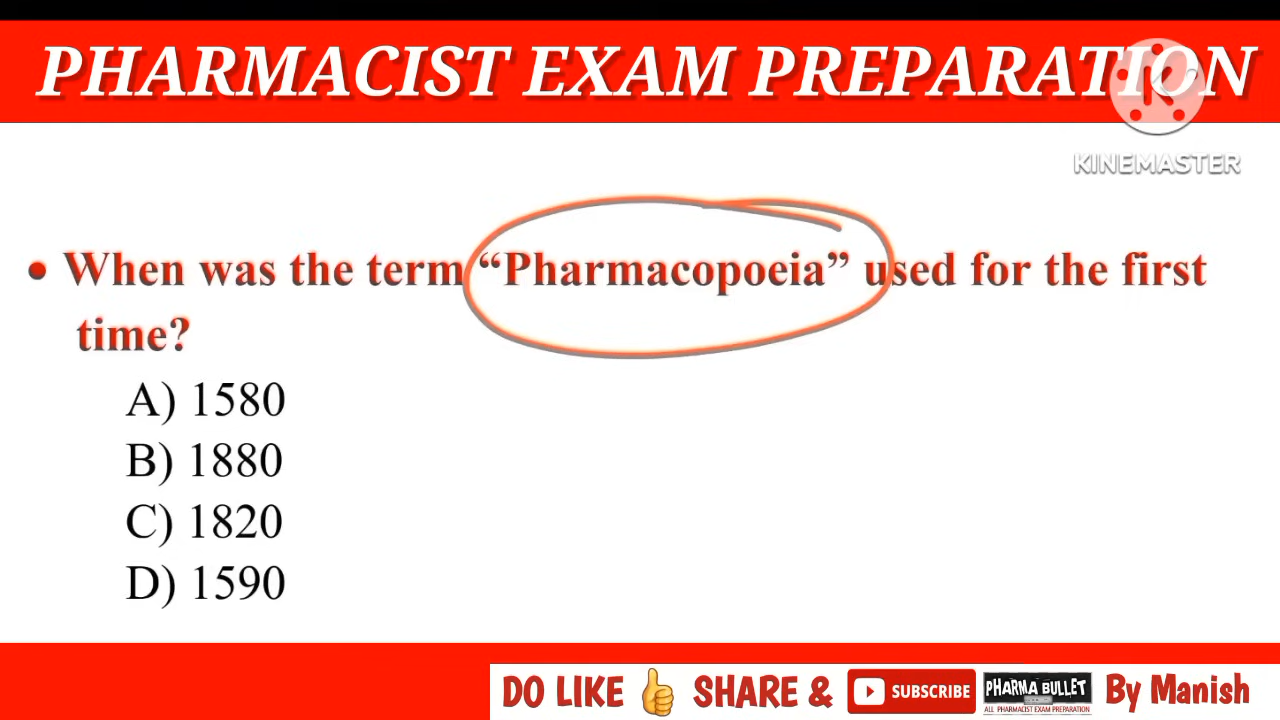 PHARMACIST EXAM PREPARATION
KINEMASTER
• When was the term “Pharmacopoeia” used for the first
time?
A) 1580
B) 1880
C) 1820
D) 1590
DO LIKE 👍 SHARE & SUBSCRIBE PHARMA BULLET By Manish
ALL PHARMACIST EXAM PREPARATION